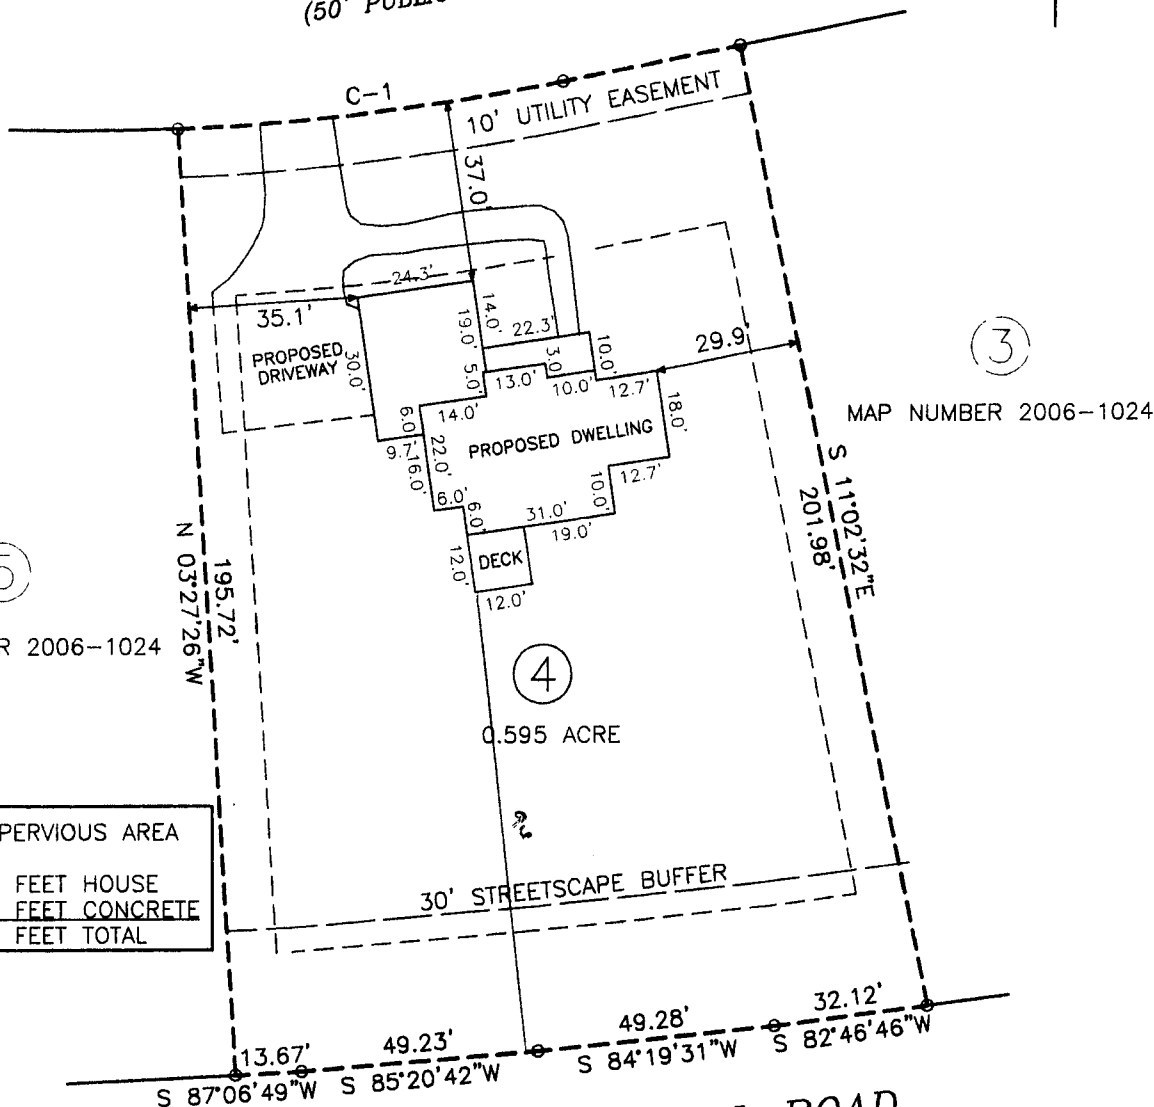 (50' PUBLIC
C-1
10' UTILITY EASEMENT
37.0'
24.3'
35.1'
14.0'
19.0'
22.3'
29.9'
PROPOSED
DRIVEWAY
30.0'
5.0'
13.0'
3.0'
10.0'
10.0'
12.7'
3
MAP NUMBER 2006-1024
6.0'
14.0'
18.0'
9.7'
16.0'
22.0'
PROPOSED DWELLING
12.7'
10.0'
6.0'
6.0'
31.0'
19.0'
12.0'
DECK
12.0'
S 11°02'32"E
201.98'
N 03°27'26"W
195.72'
5
R 2006-1024
4
0.595 ACRE
PERVIOUS AREA
FEET HOUSE
FEET CONCRETE
FEET TOTAL
30' STREETSCAPE BUFFER
13.67'
49.23'
49.28'
32.12'
S 87°06'49"W
S 85°20'42"W
S 84°19'31"W
S 82°46'46"W
ROAD